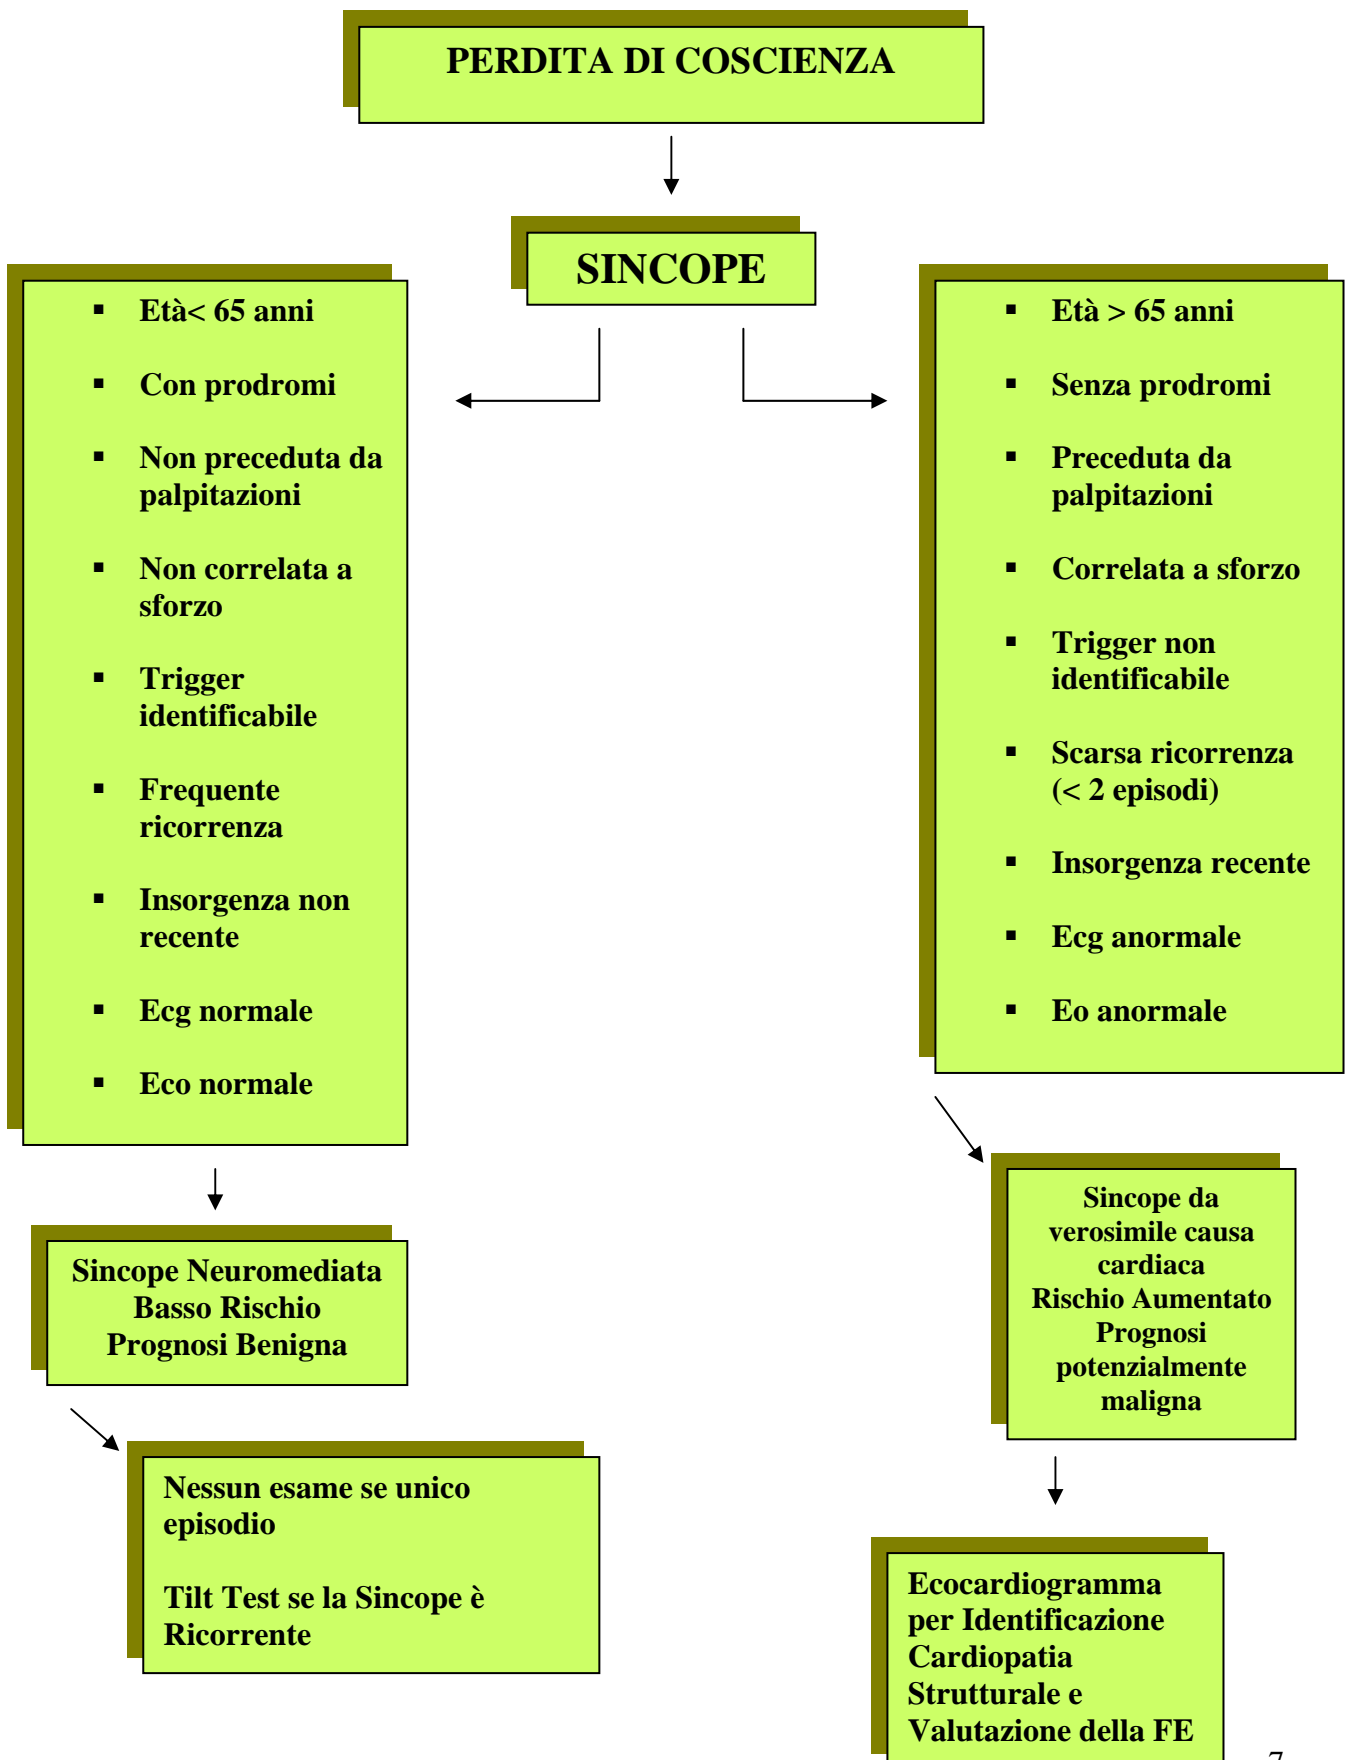 PERDITA DI COSCIENZA
SINCOPE
▪ Età< 65 anni
▪ Con prodromi
▪ Non preceduta da
palpitazioni
▪ Non correlata a
sforzo
▪ Trigger
identificabile
▪ Frequente
ricorrenza
▪ Insorgenza non
recente
▪ Ecg normale
▪ Eco normale
▪ Età > 65 anni
▪ Senza prodromi
▪ Preceduta da
palpitazioni
▪ Correlata a sforzo
▪ Trigger non
identificabile
▪ Scarsa ricorrenza
(< 2 episodi)
▪ Insorgenza recente
▪ Ecg anormale
▪ Eo anormale
Sincope Neuromediata
Basso Rischio
Prognosi Benigna
Nessun esame se unico
episodio
Tilt Test se la Sincope è
Ricorrente
Sincope da
verosimile causa
cardiaca
Rischio Aumentato
Prognosi
potenzialmente
maligna
Ecocardiogramma
per Identificazione
Cardiopatia
Strutturale e
Valutazione della FE
7